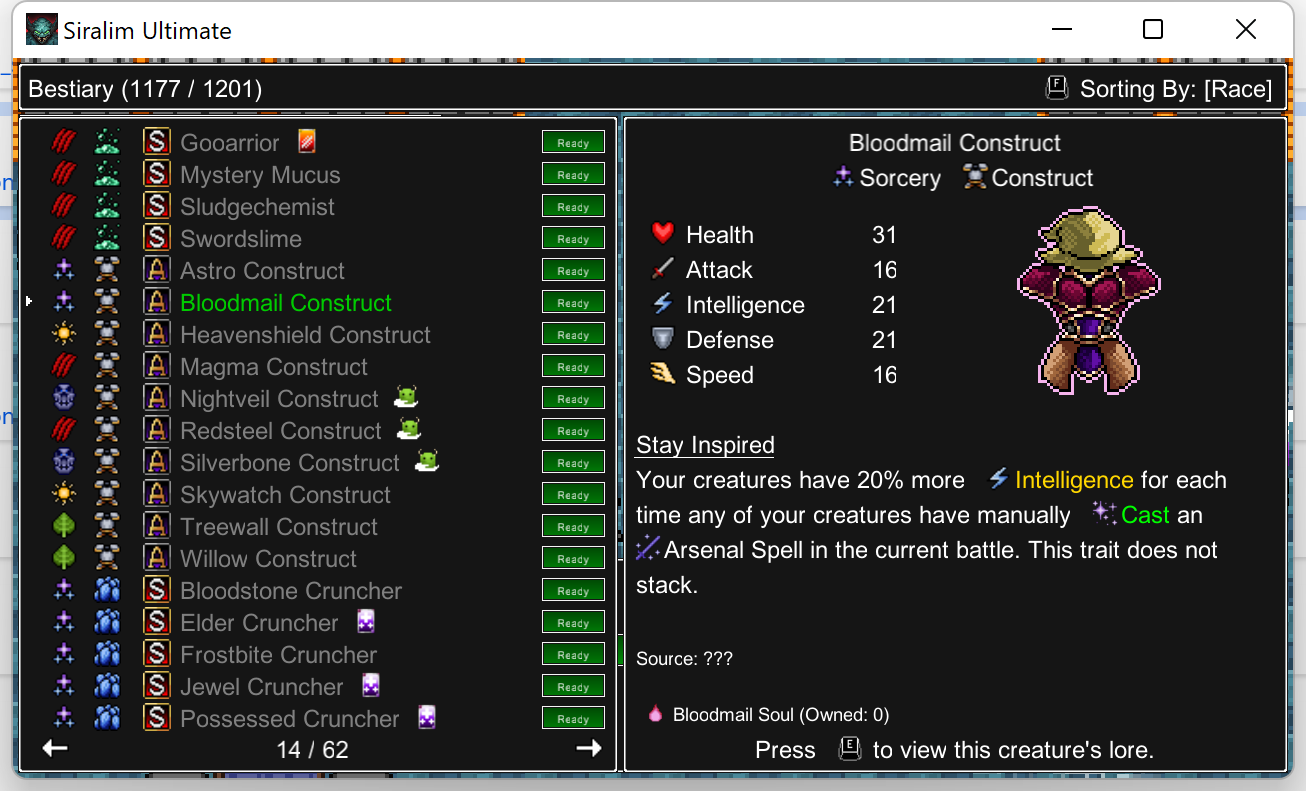 Siralim Ultimate
Bestiary (1177 / 1201)
F
Sorting By: [Race]
S Gooarrior Ready
S Mystery Mucus Ready
S Sludgechemist Ready
S Swordslime Ready
A Astro Construct Ready
A Bloodmail Construct Ready
A Heavenshield Construct Ready
A Magma Construct Ready
A Nightveil Construct Ready
A Redsteel Construct Ready
A Silverbone Construct Ready
A Skywatch Construct Ready
A Treewall Construct Ready
A Willow Construct Ready
S Bloodstone Cruncher Ready
S Elder Cruncher Ready
S Frostbite Cruncher Ready
S Jewel Cruncher Ready
S Possessed Cruncher Ready
14 / 62
Bloodmail Construct
Sorcery Construct
Health 31
Attack 16
Intelligence 21
Defense 21
Speed 16
Stay Inspired
Your creatures have 20% more Intelligence for each
time any of your creatures have manually Cast an
Arsenal Spell in the current battle. This trait does not
stack.
Source: ???
Bloodmail Soul (Owned: 0)
Press E to view this creature's lore.